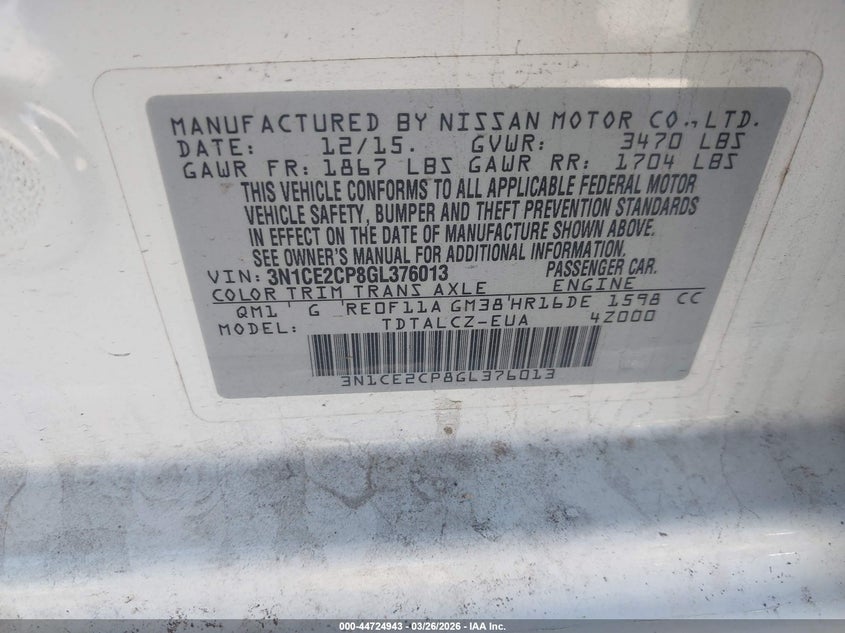 MANUFACTURED BY NISSAN MOTOR CO., LTD.
DATE: 12/15. GVWR: 3470 LBS
GAWR FR: 1867 LBS GAWR RR: 1704 LBS
THIS VEHICLE CONFORMS TO ALL APPLICABLE FEDERAL MOTOR
VEHICLE SAFETY, BUMPER AND THEFT PREVENTION STANDARDS
IN EFFECT ON THE DATE OF MANUFACTURE SHOWN ABOVE.
SEE OWNER'S MANUAL FOR ADDITIONAL INFORMATION.
VIN: 3N1CE2CP8GL376013 PASSENGER CAR.
COLOR TRIM TRANS AXLE ENGINE
QM1 ' G 'RE0F11A GM38'HR16DE 1598 CC
MODEL: TDTALCZ-EUA 4Z000
3N1CE2CP8GL376013
000-44724943 | 03/26/2026 - IAA Inc.